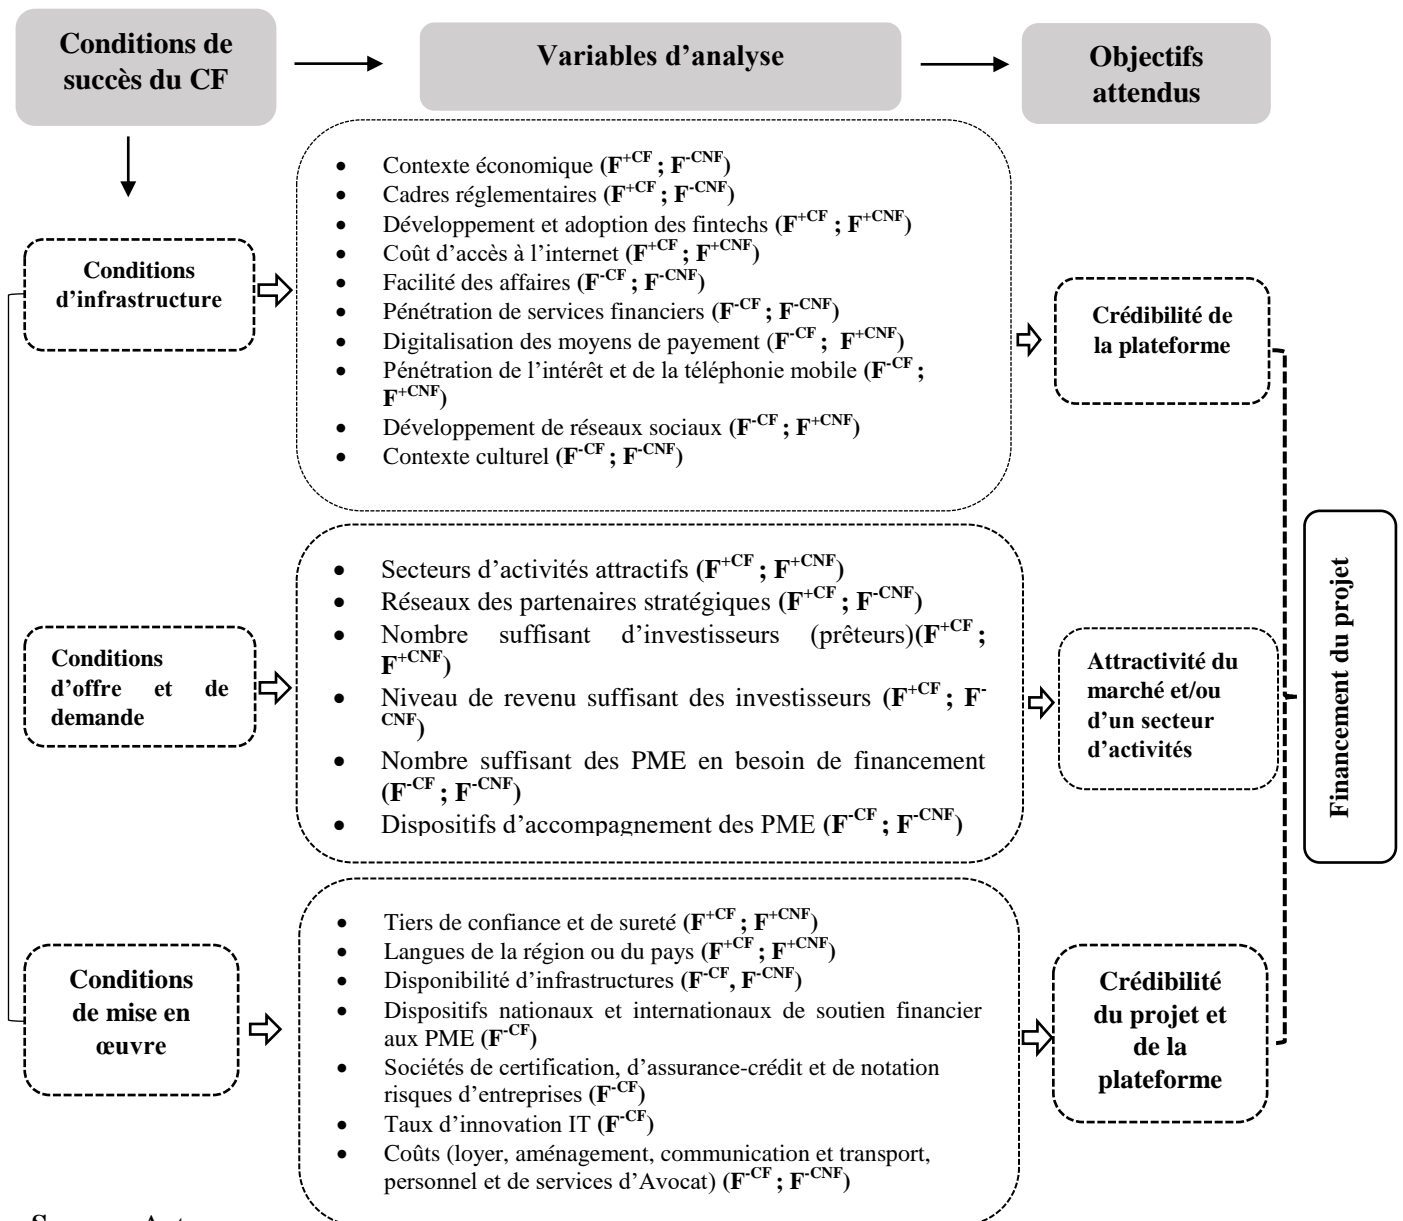 Conditions de
succès du CF
Variables d’analyse
Objectifs
attendus
Conditions
d’infrastructure
• Contexte économique (F+CF ; F-CNF)
• Cadres réglementaires (F+CF ; F-CNF)
• Développement et adoption des fintechs (F+CF ; F+CNF)
• Coût d’accès à l’internet (F+CF ; F+CNF)
• Facilité des affaires (F-CF ; F-CNF)
• Pénétration de services financiers (F-CF ; F-CNF)
• Digitalisation des moyens de payement (F-CF ; F+CNF)
• Pénétration de l’intérêt et de la téléphonie mobile (F-CF ;
F+CNF)
• Développement de réseaux sociaux (F-CF ; F+CNF)
• Contexte culturel (F-CF ; F-CNF)
Crédibilité de
la plateforme
Conditions
d’offre et de
demande
• Secteurs d’activités attractifs (F+CF ; F+CNF)
• Réseaux des partenaires stratégiques (F+CF ; F-CNF)
• Nombre suffisant d’investisseurs (prêteurs)(F+CF ;
F+CNF)
• Niveau de revenu suffisant des investisseurs (F+CF ; F-
CNF)
• Nombre suffisant des PME en besoin de financement
(F-CF ; F-CNF)
• Dispositifs d’accompagnement des PME (F-CF ; F-CNF)
Attractivité du
marché et/ou
d’un secteur
d’activités
Financement du projet
Conditions
de mise en
œuvre
• Tiers de confiance et de sureté (F+CF ; F+CNF)
• Langues de la région ou du pays (F+CF ; F+CNF)
• Disponibilité d’infrastructures (F-CF, F-CNF)
• Dispositifs nationaux et internationaux de soutien financier
aux PME (F-CF)
• Sociétés de certification, d’assurance-crédit et de notation
risques d’entreprises (F-CF)
• Taux d’innovation IT (F-CF)
• Coûts (loyer, aménagement, communication et transport,
personnel et de services d’Avocat) (F-CF ; F-CNF)
Crédibilité
du projet et
de la
plateforme